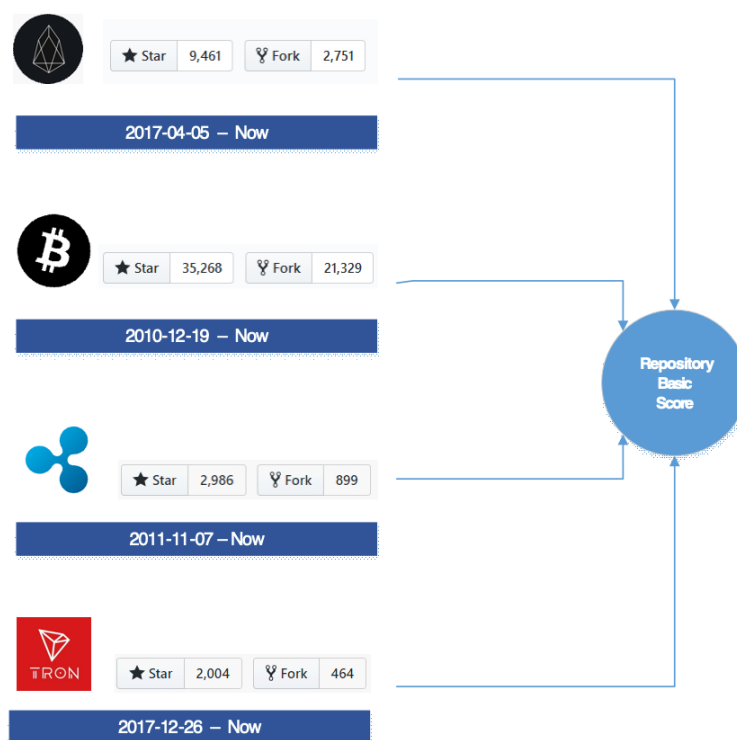 Star 9,461 Fork 2,751
2017-04-05 – Now
Star 35,268 Fork 21,329
2010-12-19 – Now
Repository
Basic
Score
Star 2,986 Fork 899
2011-11-07 – Now
TRON
Star 2,004 Fork 464
2017-12-26 – Now